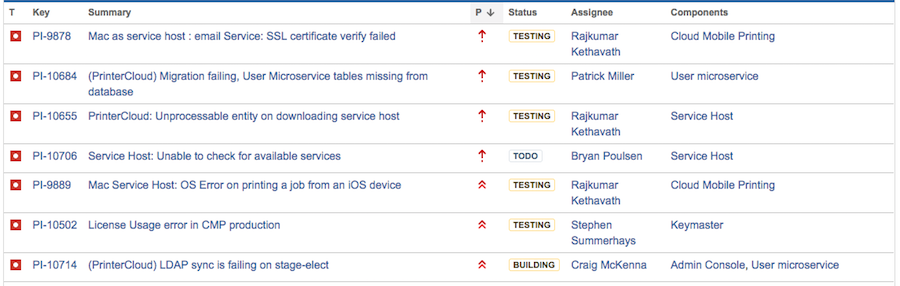 T Key Summary P Status Assignee Components
PI-9878 Mac as service host : email Service: SSL certificate verify failed TESTING Rajkumar Cloud Mobile Printing
Kethavath
PI-10684 (PrinterCloud) Migration failing, User Microservice tables missing from TESTING Patrick Miller User microservice
database
PI-10655 PrinterCloud: Unprocessable entity on downloading service host TESTING Rajkumar Service Host
Kethavath
PI-10706 Service Host: Unable to check for available services TODO Bryan Poulsen Service Host
PI-9889 Mac Service Host: OS Error on printing a job from an iOS device TESTING Rajkumar Cloud Mobile Printing
Kethavath
PI-10502 License Usage error in CMP production TESTING Stephen Keymaster
Summerhays
PI-10714 (PrinterCloud) LDAP sync is failing on stage-elect BUILDING Craig McKenna Admin Console, User microservice